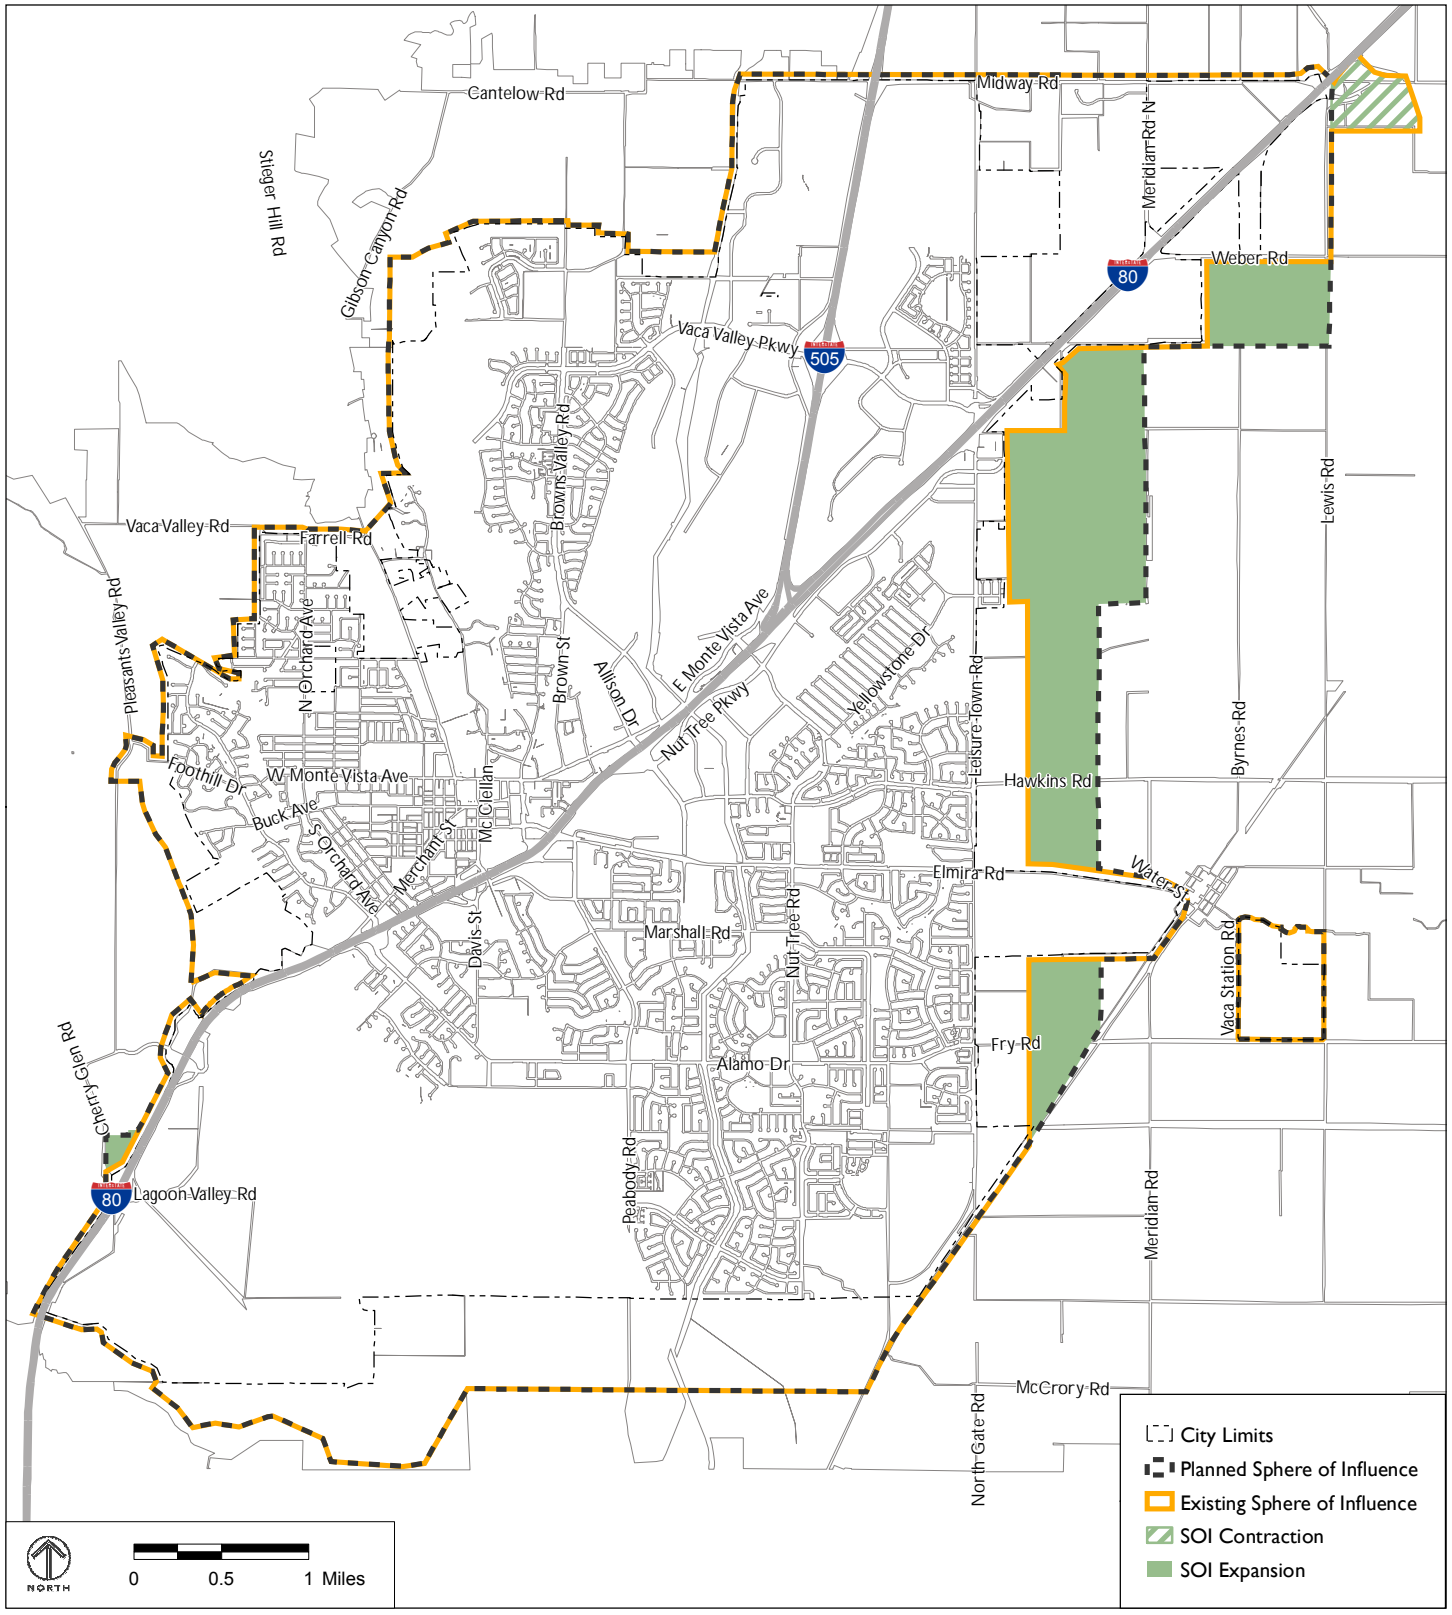 Cantelow Rd
Midway Rd
Meridian Rd N
Stieger Hill Rd
Gibson Canyon Rd
Weber Rd
INTERSTATE
80
Vaca Valley Pkwy
INTERSTATE
505
Browns Valley Rd
Lewis Rd
Vaca Valley Rd
Farrell Rd
Pleasants Valley Rd
N Orchard Ave
Brown St
Allison Dr
E Monte Vista Ave
Nut Tree Pkwy
Yellowstone Dr
Leisure Town Rd
Byrnes Rd
Foothill Dr
W Monte Vista Ave
Hawkins Rd
Buck Ave
S Orchard Ave
Merchant St
Mc Clellan
Elmira Rd
Water St
Davis St
Marshall Rd
Nut Tree Rd
Vaca Station Rd
Cherry Glen Rd
Fry Rd
Alamo Dr
Peabody Rd
INTERSTATE
80
Lagoon Valley Rd
Meridian Rd
McCrory Rd
North Gate Rd
City Limits
Planned Sphere of Influence
Existing Sphere of Influence
SOI Contraction
SOI Expansion
NORTH
0 0.5 1 Miles